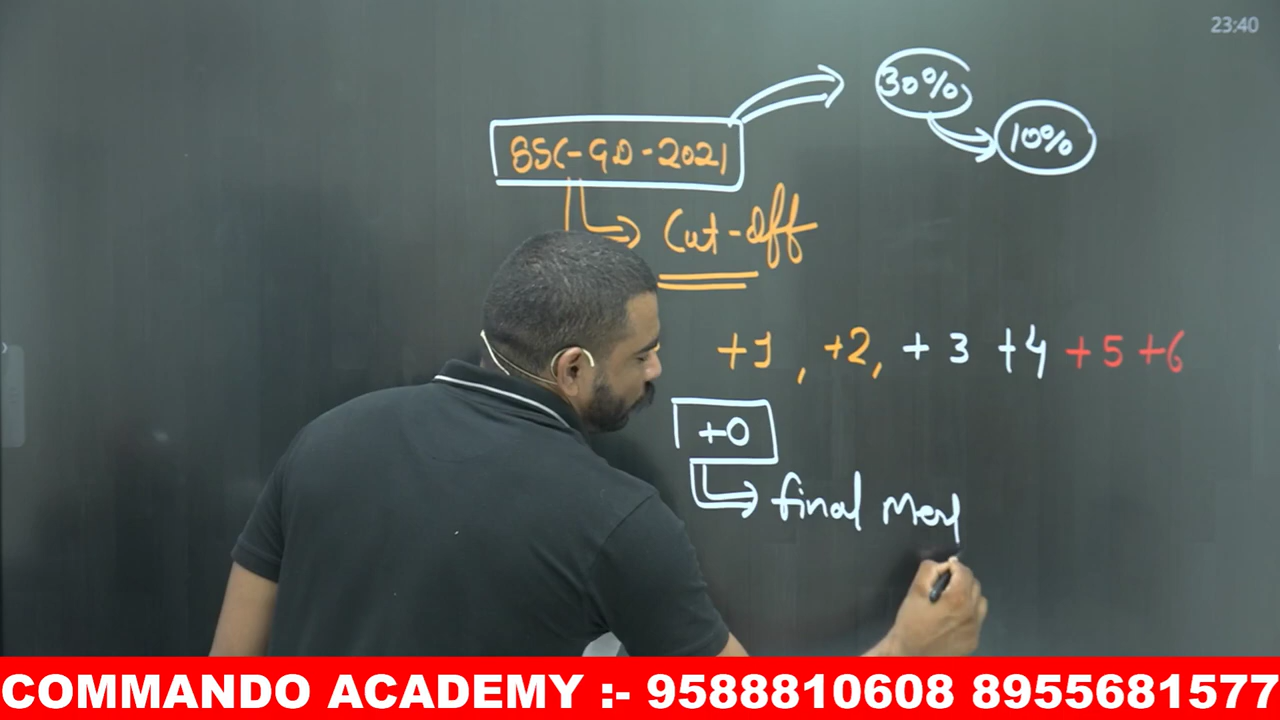 23:40
30%
10%
SSC-GD-2021
Cut-off
+1, +2, +3 +4 +5 +6
+0
final
COMMANDO ACADEMY :- 9588810608 8955681577